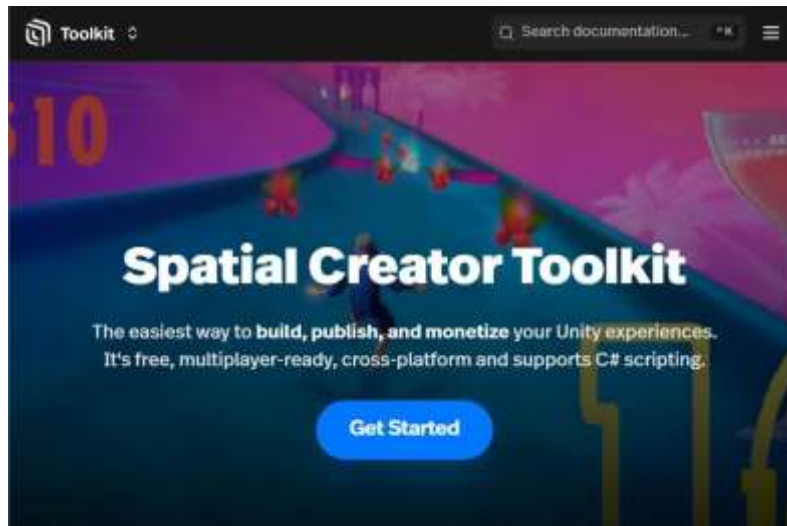 Toolkit
Search documentation...
Spatial Creator Toolkit
The easiest way to build, publish, and monetize your Unity experiences.
It's free, multiplayer-ready, cross-platform and supports C# scripting.
Get Started
$10